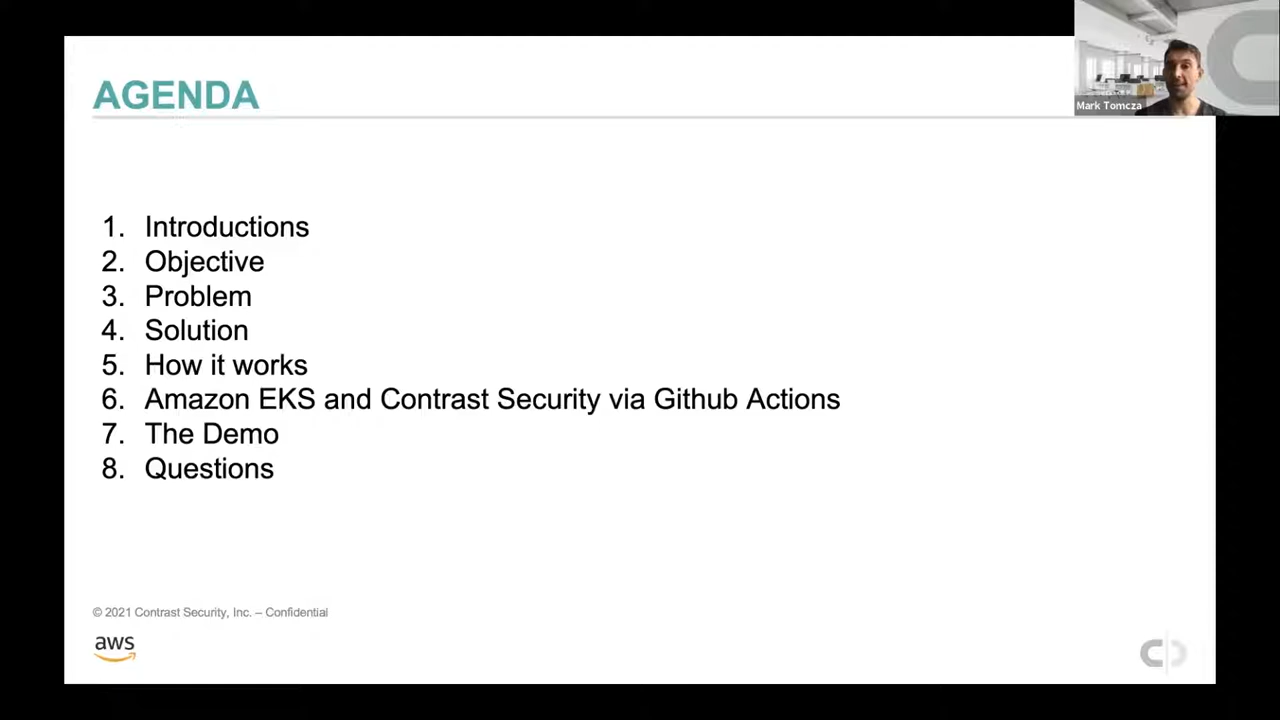 AGENDA
Mark Tomcza
1. Introductions
2. Objective
3. Problem
4. Solution
5. How it works
6. Amazon EKS and Contrast Security via Github Actions
7. The Demo
8. Questions
© 2021 Contrast Security, Inc. – Confidential
aws